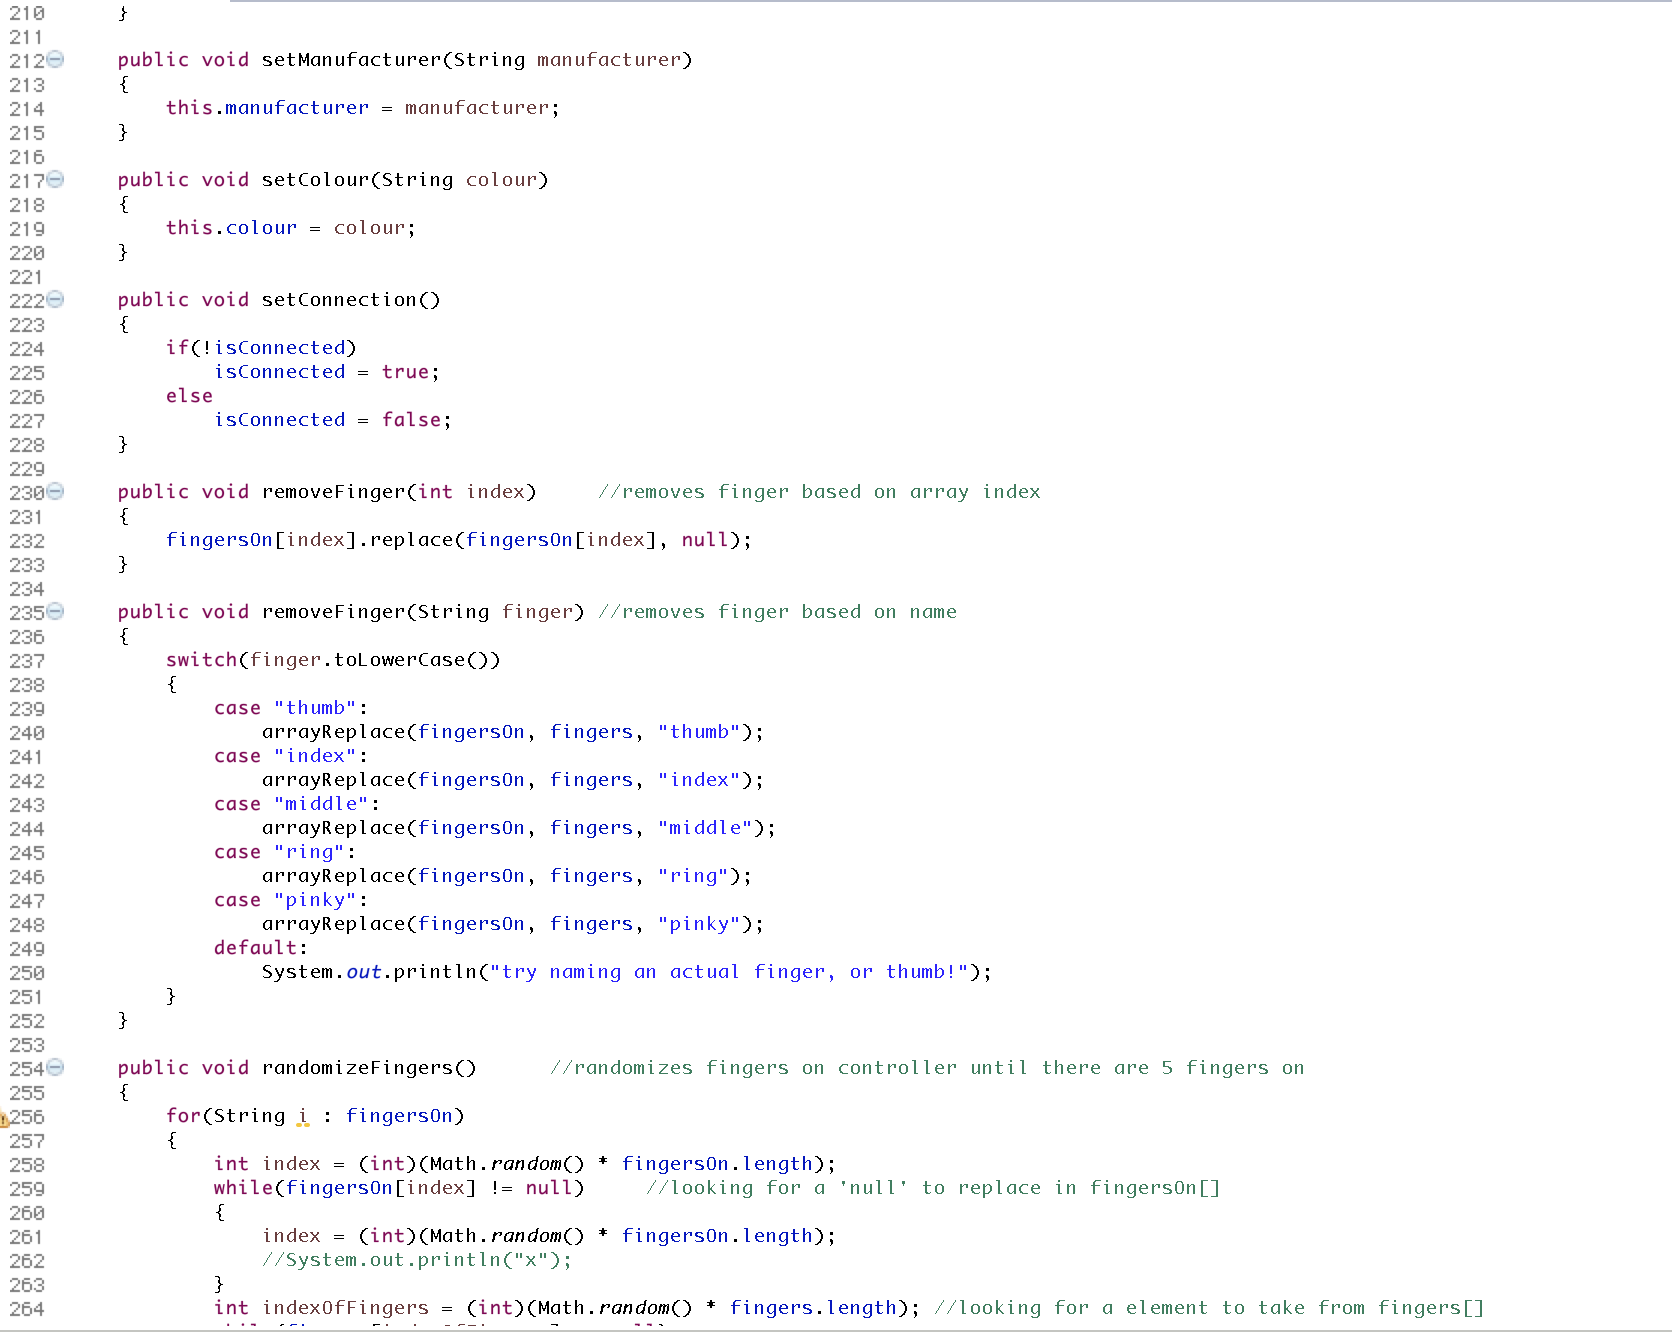 210 }
211
212 public void setManufacturer(String manufacturer)
213 {
214 this.manufacturer = manufacturer;
215 }
216
217 public void setColour(String colour)
218 {
219 this.colour = colour;
220 }
221
222 public void setConnection()
223 {
224 if(!isConnected)
225 isConnected = true;
226 else
227 isConnected = false;
228 }
229
230 public void removeFinger(int index) //removes finger based on array index
231 {
232 fingersOn[index].replace(fingersOn[index], null);
233 }
234
235 public void removeFinger(String finger) //removes finger based on name
236 {
237 switch(finger.toLowerCase())
238 {
239 case "thumb":
240 arrayReplace(fingersOn, fingers, "thumb");
241 case "index":
242 arrayReplace(fingersOn, fingers, "index");
243 case "middle":
244 arrayReplace(fingersOn, fingers, "middle");
245 case "ring":
246 arrayReplace(fingersOn, fingers, "ring");
247 case "pinky":
248 arrayReplace(fingersOn, fingers, "pinky");
249 default:
250 System.out.println("try naming an actual finger, or thumb!");
251 }
252 }
253
254 public void randomizeFingers() //randomizes fingers on controller until there are 5 fingers on
255 {
256 for(String i : fingersOn)
257 {
258 int index = (int)(Math.random() * fingersOn.length);
259 while(fingersOn[index] != null) //looking for a 'null' to replace in fingersOn[]
260 {
261 index = (int)(Math.random() * fingersOn.length);
262 //System.out.println("x");
263 }
264 int indexOfFingers = (int)(Math.random() * fingers.length); //looking for a element to take from fingers[]